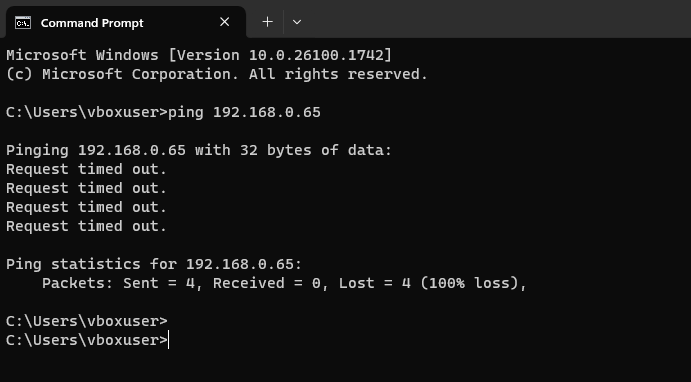 Command Prompt
Microsoft Windows [Version 10.0.26100.1742]
(c) Microsoft Corporation. All rights reserved.
C:\Users\vboxuser>ping 192.168.0.65
Pinging 192.168.0.65 with 32 bytes of data:
Request timed out.
Request timed out.
Request timed out.
Request timed out.
Ping statistics for 192.168.0.65:
    Packets: Sent = 4, Received = 0, Lost = 4 (100% loss),
C:\Users\vboxuser>
C:\Users\vboxuser>